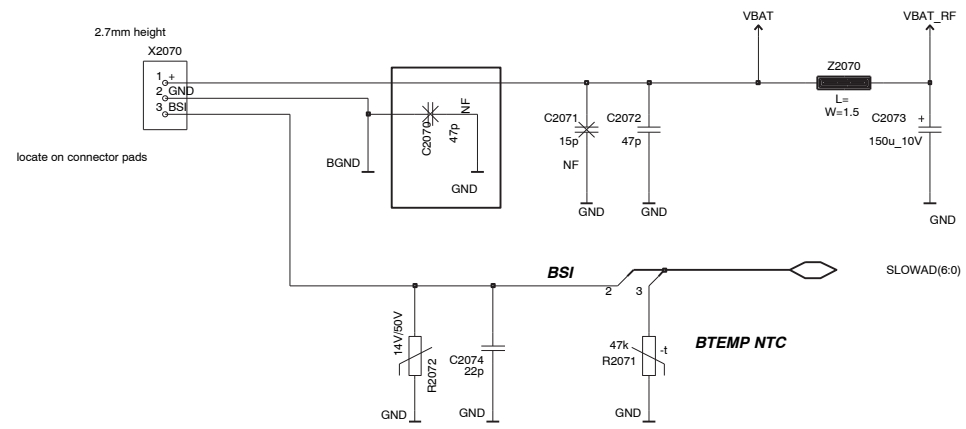 VBAT
VBAT_RF
2.7mm height
X2070
1 +
2 GND
3 BSI
Z2070
L=
W=1.5
C2070
47p
NF
C2071
15p
NF
C2072
47p
C2073
+
150u_10V
locate on connector pads
BGND
GND
GND
GND
GND
BSI
2
3
SLOWAD(6:0)
14V/50V
R2072
C2074
22p
47k
R2071
-t
BTEMP NTC
GND
GND
GND